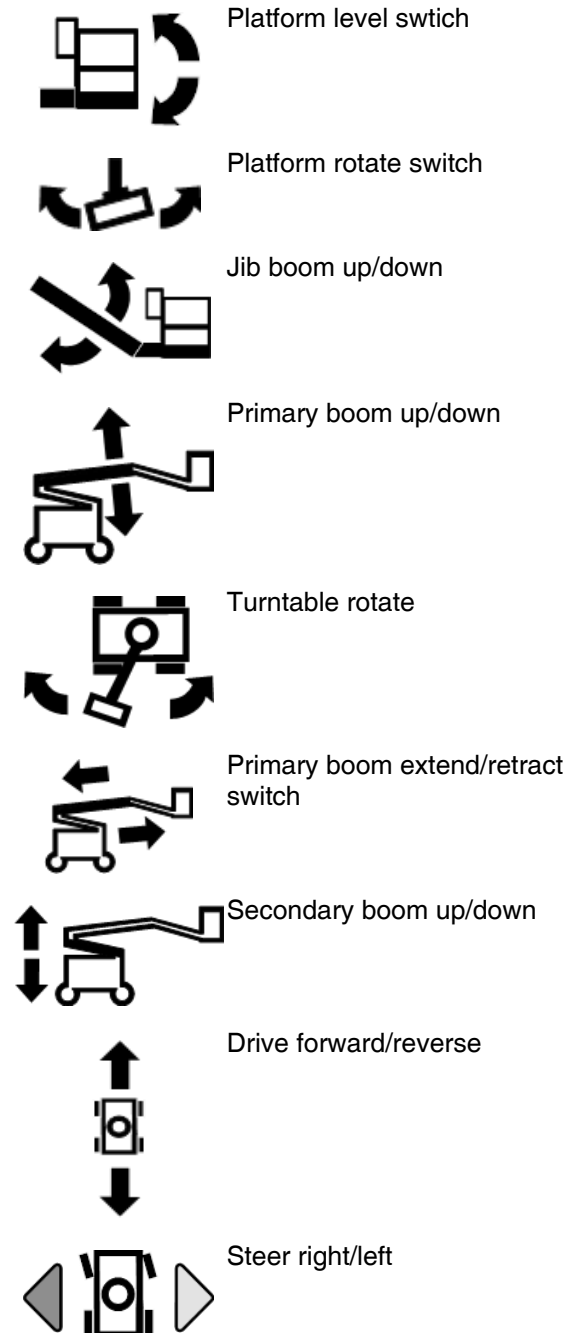 Platform level swtich
Platform rotate switch
Jib boom up/down
Primary boom up/down
Turntable rotate
Primary boom extend/retract
switch
Secondary boom up/down
Drive forward/reverse
Steer right/left